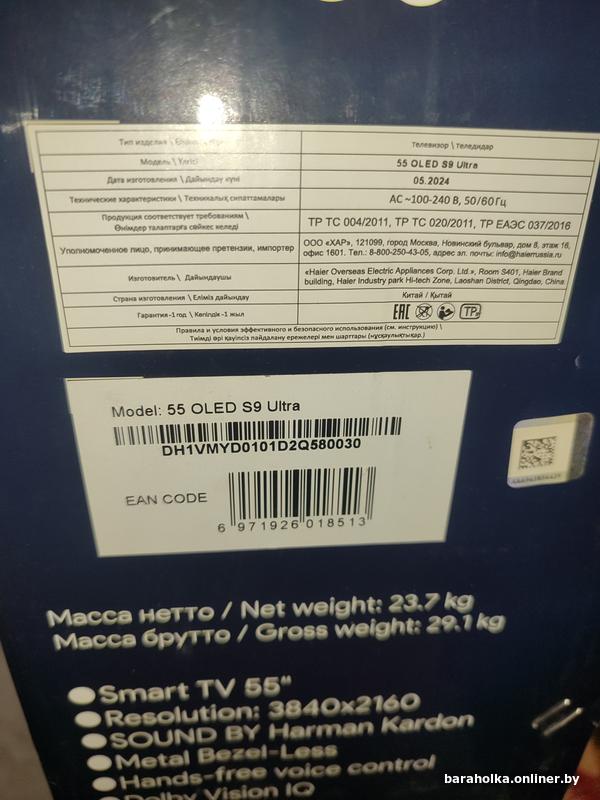 Тип изделия \
Телевизор \ теледидар
Модель \ Үлгісі
55 OLED S9 Ultra
Дата изготовления \ Дайындау күні
05.2024
Технические характеристики \ Техникалық сипаттамалары
AC ~100-240 В, 50/60 Гц
Продукция соответствует требованиям \
Өнімдер талаптарға сәйкес келеді
ТР ТС 004/2011, ТР ТС 020/2011, ТР ЕАЭС 037/2016
Уполномоченное лицо, принимающее претензии, импортер
ООО «ХАР», 121099, город Москва, Новинский бульвар, дом 8, этаж 16,
офис 1601. Тел.: 8-800-250-43-05, адрес эл. почты: info@haierrussia.ru
Изготовитель \ Дайындаушы
«Haier Overseas Electric Appliances Corp. Ltd.», Room S401, Haier Brand
building, Haier Industry park Hi-tech Zone, Laoshan District, Qingdao, China
Страна изготовления \ Еліміз дайындау
Китай / Қытай
Гарантия -1 год \ Кепілдік - 1 жыл
EAC TP2
Правила и условия эффективного и безопасного использования (см. инструкцию) \
Тиімді әрі қауіпсіз пайдалану ережелері мен шарттары (нұсқаулықтықар.)
Model: 55 OLED S9 Ultra
DH1VMYD0101D2Q580030
EAN CODE
6 971926 018513
Масса нетто / Net weight: 23.7 kg
Масса брутто / Gross weight: 29.1 kg
Smart TV 55"
Resolution: 3840x2160
SOUND BY Harman Kardon
Metal Bezel-Less
Hands-free voice control
Dolby Vision IQ
baraholka.onliner.by